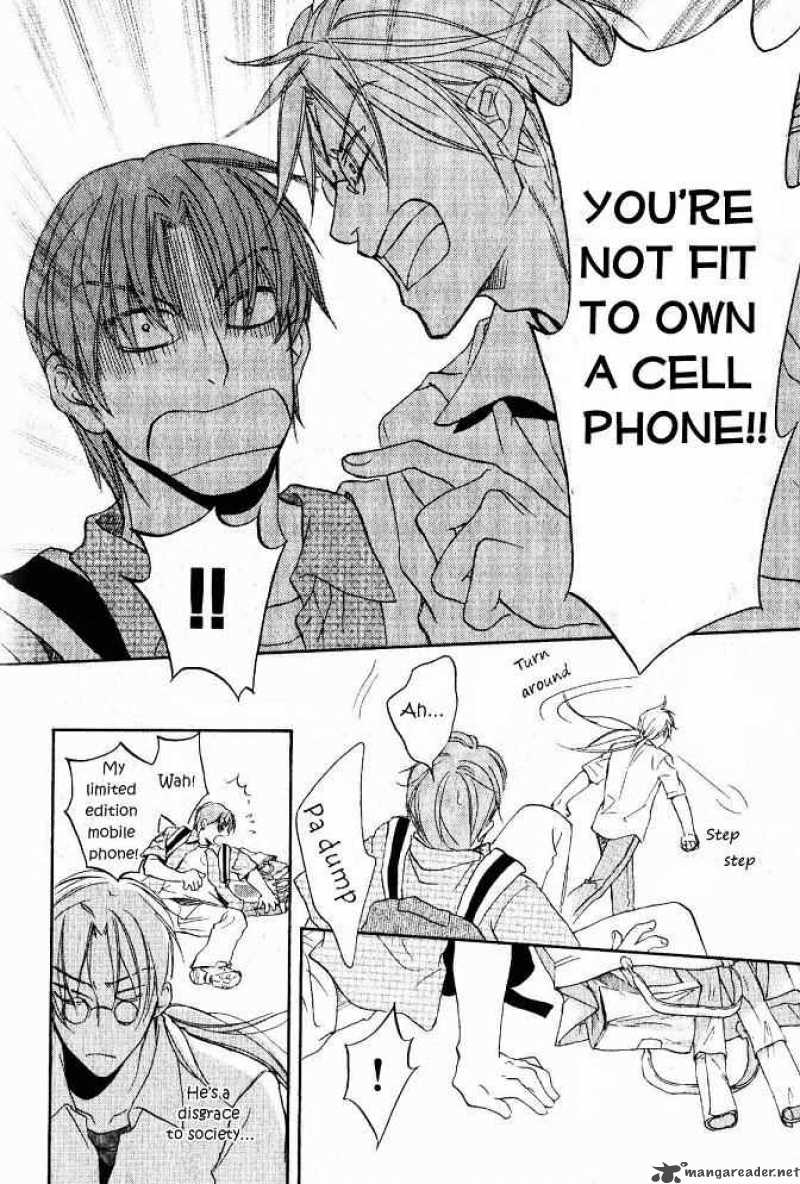 YOU'RE
NOT FIT
TO OWN
A CELL
PHONE!!
!!
Turn
around
Ah...
Step
step
Pa dump
!
Wah!
My
limited
edition
mobile
phone!
He's a
disgrace
to society...
mangareader.net